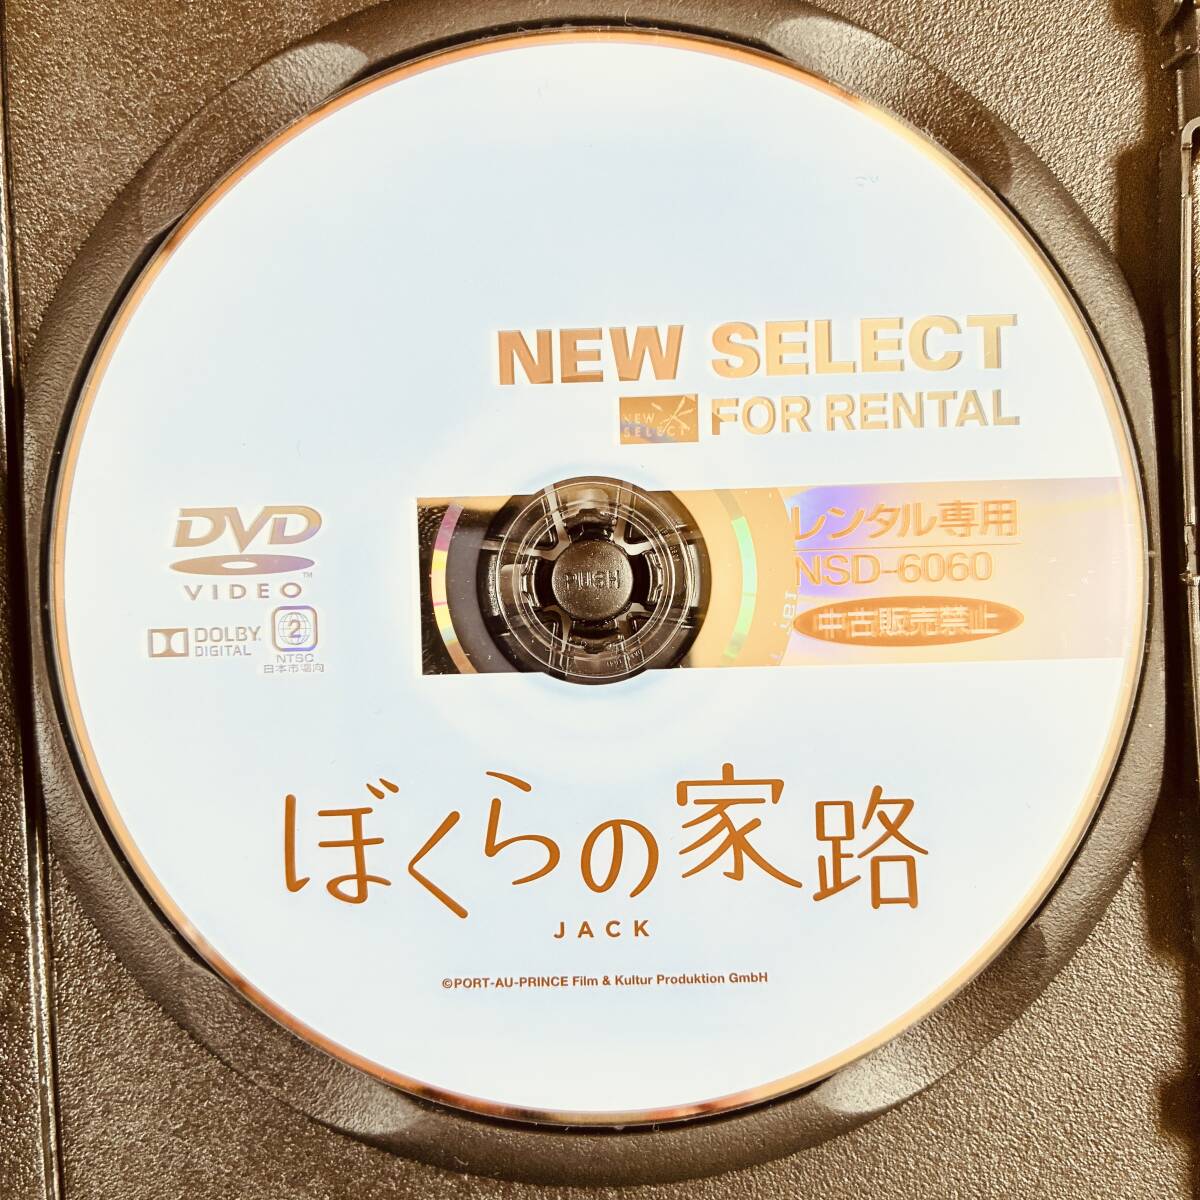 NEW SELECT
NEW
SELECT
FOR RENTAL
レンタル専用
NSD-6060
中古販売禁止
DVD
VIDEO
TM
DOLBY
DIGITAL
2
NTSC
日本市場向
PUSH
ぼくらの家路
JACK
©PORT-AU-PRINCE Film & Kultur Produktion GmbH